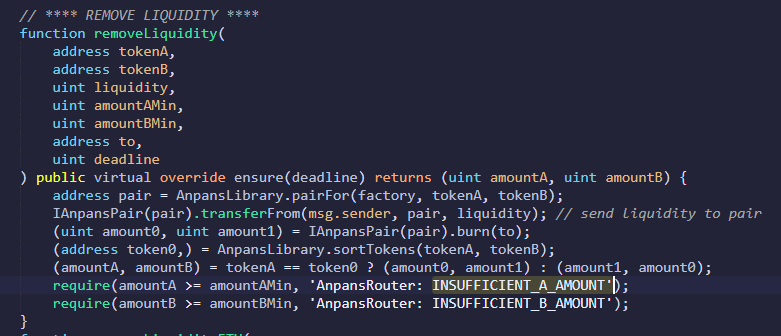 // **** REMOVE LIQUIDITY ****
function removeLiquidity(
address tokenA,
address tokenB,
uint liquidity,
uint amountAMin,
uint amountBMin,
address to,
uint deadline
) public virtual override ensure(deadline) returns (uint amountA, uint amountB) {
address pair = AnpansLibrary.pairFor(factory, tokenA, tokenB);
IAnpansPair(pair).transferFrom(msg.sender, pair, liquidity); // send liquidity to pair
(uint amount0, uint amount1) = IAnpansPair(pair).burn(to);
(address token0,) = AnpansLibrary.sortTokens(tokenA, tokenB);
(amountA, amountB) = tokenA == token0 ? (amount0, amount1) : (amount1, amount0);
require(amountA >= amountAMin, 'AnpansRouter: INSUFFICIENT_A_AMOUNT');
require(amountB >= amountBMin, 'AnpansRouter: INSUFFICIENT_B_AMOUNT');
}